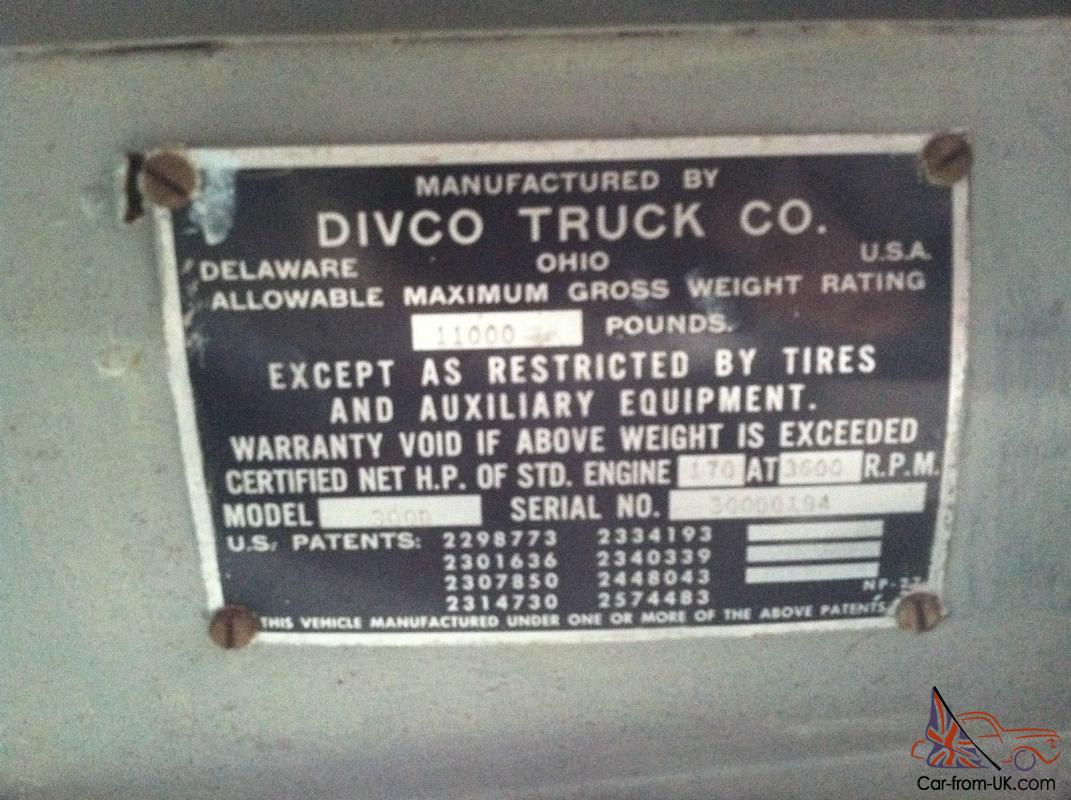 MANUFACTURED BY
DIVCO TRUCK CO.
DELAWARE OHIO U.S.A.
ALLOWABLE MAXIMUM GROSS WEIGHT RATING
11000 POUNDS.
EXCEPT AS RESTRICTED BY TIRES
AND AUXILIARY EQUIPMENT.
WARRANTY VOID IF ABOVE WEIGHT IS EXCEEDED
CERTIFIED NET H.P. OF STD. ENGINE 170 AT 3600 R.P.M.
MODEL 300D SERIAL NO. 300D0194
U.S. PATENTS: 2298773 2334193
2301636 2340339
2307850 2448043
2314730 2574483
THIS VEHICLE MANUFACTURED UNDER ONE OR MORE OF THE ABOVE PATENTS
Car-from-UK.com